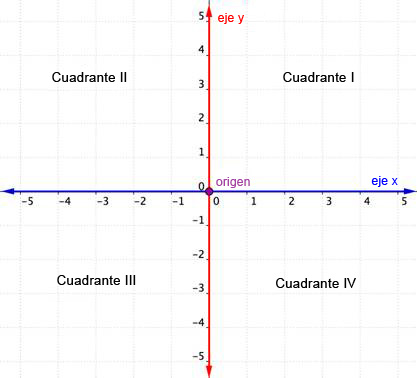 5
eje y
4
Cuadrante II
Cuadrante I
3
2
1
0
origen
eje x
-5 -4 -3 -2 -1 0 1 2 3 4 5
-1
-2
Cuadrante III
Cuadrante IV
-3
-4
-5